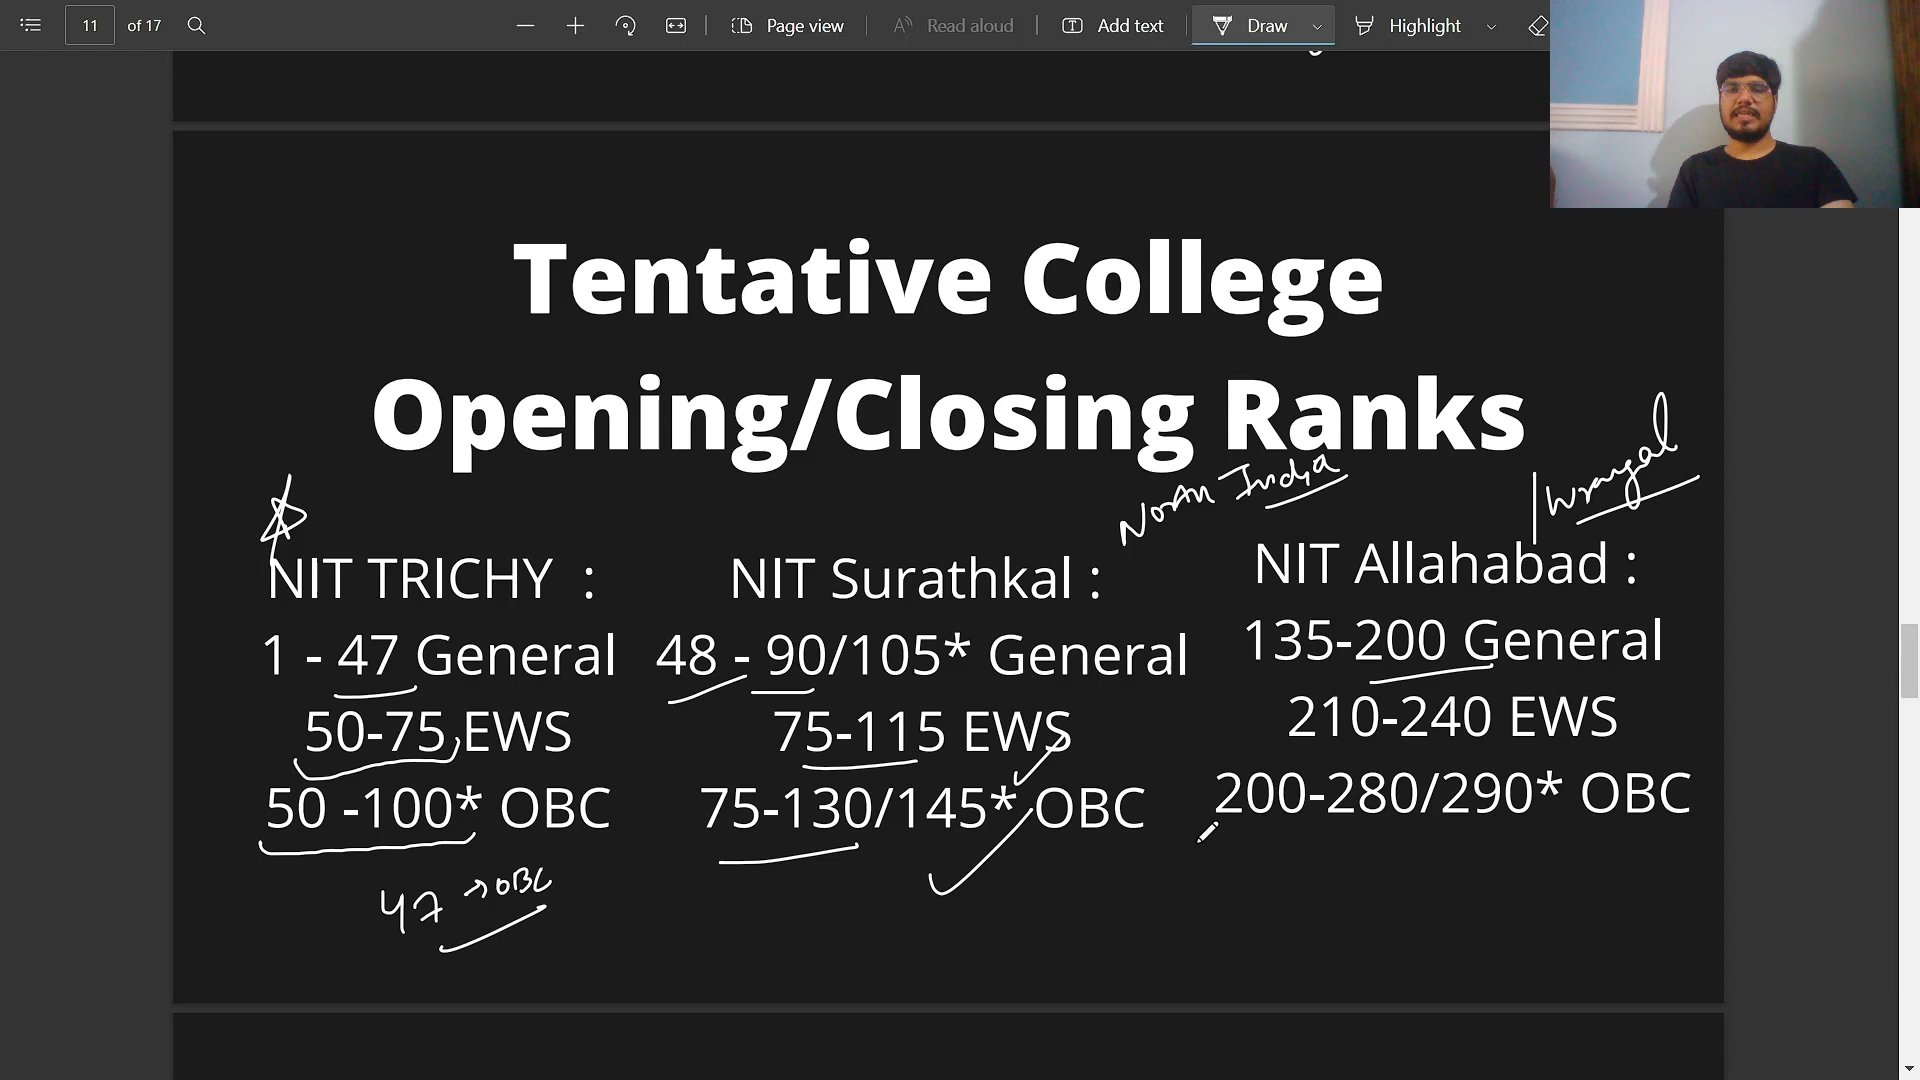 11 of 17 Page view Read aloud Add text Draw Highlight
Tentative College
Opening/Closing Ranks
North India
Wrangal
NIT TRICHY :
1 - 47 General
50-75 EWS
50 -100* OBC
47 → OBC
NIT Surathkal :
48 - 90/105* General
75-115 EWS
75-130/145* OBC
NIT Allahabad :
135-200 General
210-240 EWS
200-280/290* OBC